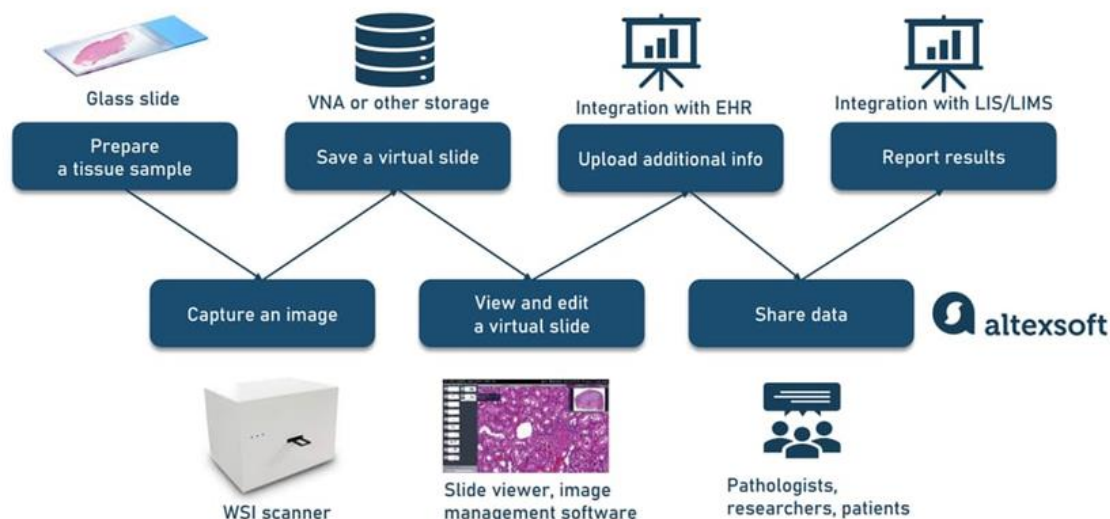 Glass slide
VNA or other storage
Integration with EHR
Integration with LIS/LIMS
Prepare
a tissue sample
Save a virtual slide
Upload additional info
Report results
Capture an image
View and edit
a virtual slide
Share data
altexsoft
WSI scanner
Slide viewer, image
management software
Pathologists,
researchers, patients